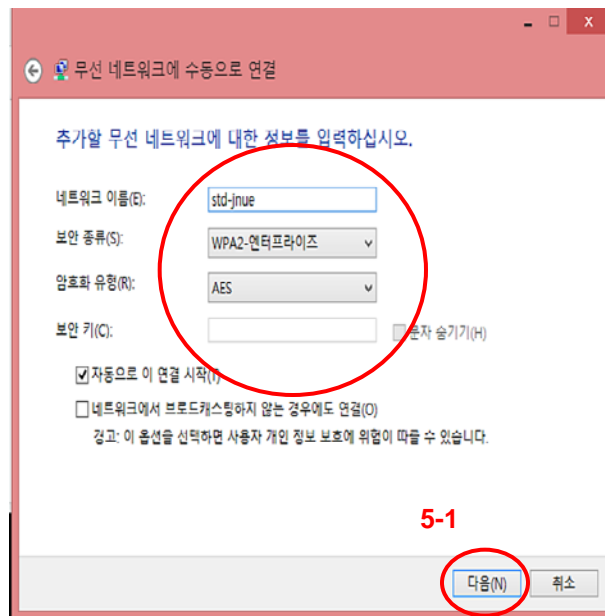 무선 네트워크에 수동으로 연결
추가할 무선 네트워크에 대한 정보를 입력하십시오.
네트워크 이름(E): std-jnue
보안 종류(S): WPA2-엔터프라이즈
암호화 유형(R): AES
보안 키(C): 문자 숨기기(H)
자동으로 이 연결 시작(T)
네트워크에서 브로드캐스팅하지 않는 경우에도 연결(O)
경고: 이 옵션을 선택하면 사용자 개인 정보 보호에 위험이 따를 수 있습니다.
5-1
다음(N) 취소